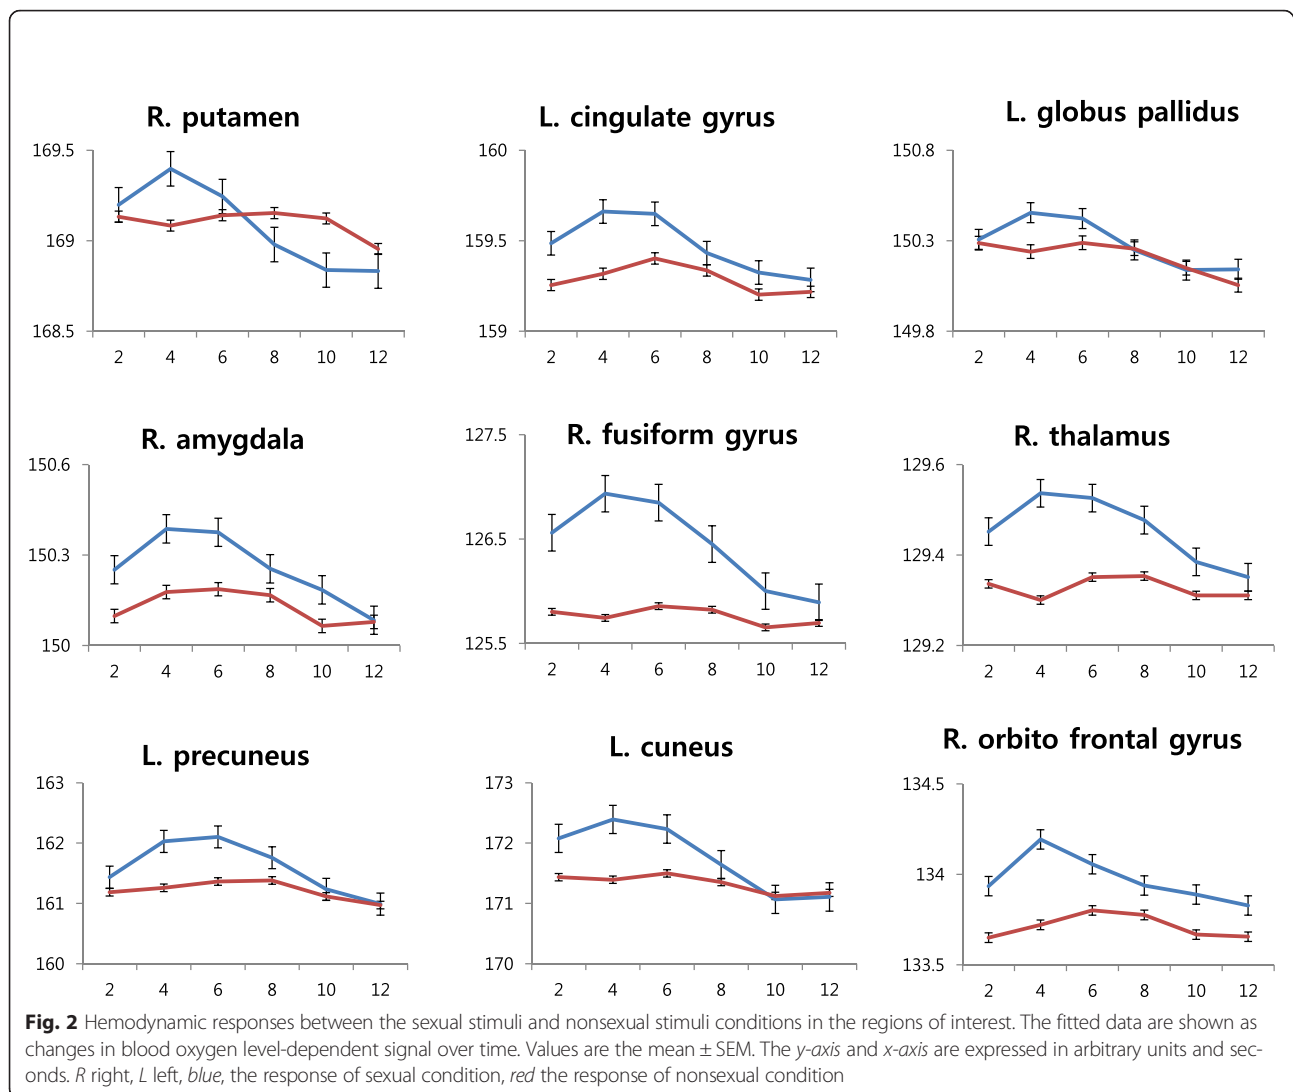 R. putamen
169.5
169
168.5
2 4 6 8 10 12
L. cingulate gyrus
160
159.5
159
2 4 6 8 10 12
L. globus pallidus
150.8
150.3
149.8
2 4 6 8 10 12
R. amygdala
150.6
150.3
150
2 4 6 8 10 12
R. fusiform gyrus
127.5
126.5
125.5
2 4 6 8 10 12
R. thalamus
129.6
129.4
129.2
2 4 6 8 10 12
L. precuneus
163
162
161
160
2 4 6 8 10 12
L. cuneus
173
172
171
170
2 4 6 8 10 12
R. orbito frontal gyrus
134.5
134
133.5
2 4 6 8 10 12
Fig. 2 Hemodynamic responses between the sexual stimuli and nonsexual stimuli conditions in the regions of interest. The fitted data are shown as
changes in blood oxygen level-dependent signal over time. Values are the mean ± SEM. The y-axis and x-axis are expressed in arbitrary units and sec-
onds. R right, L left, blue, the response of sexual condition, red the response of nonsexual condition